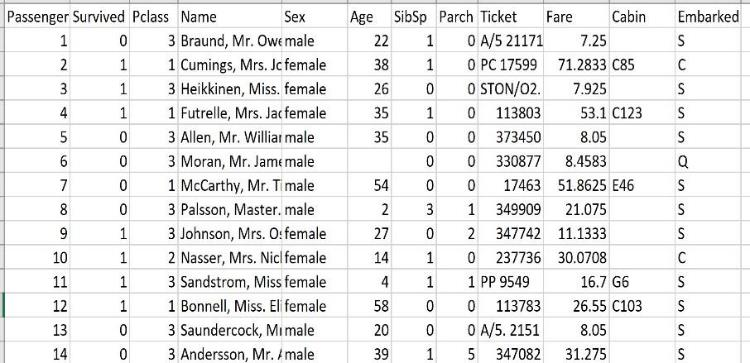 Passenger Survived Pclass Name Sex Age SibSp Parch Ticket Fare Cabin Embarked
1 0 3 Braund, Mr. Owe male 22 1 0 A/5 21171 7.25 S
2 1 1 Cumings, Mrs. Jo female 38 1 0 PC 17599 71.2833 C85 C
3 1 3 Heikkinen, Miss. female 26 0 0 STON/O2. 7.925 S
4 1 1 Futrelle, Mrs. Jac female 35 1 0 113803 53.1 C123 S
5 0 3 Allen, Mr. William male 35 0 0 373450 8.05 S
6 0 3 Moran, Mr. Jame male 0 0 330877 8.4583 Q
7 0 1 McCarthy, Mr. Ti male 54 0 0 17463 51.8625 E46 S
8 0 3 Palsson, Master. male 2 3 1 349909 21.075 S
9 1 3 Johnson, Mrs. Os female 27 0 2 347742 11.1333 S
10 1 2 Nasser, Mrs. Nicl female 14 1 0 237736 30.0708 C
11 1 3 Sandstrom, Miss female 4 1 1 PP 9549 16.7 G6 S
12 1 1 Bonnell, Miss. Eli female 58 0 0 113783 26.55 C103 S
13 0 3 Saundercock, Mr male 20 0 0 A/5. 2151 8.05 S
14 0 3 Andersson, Mr. A male 39 1 5 347082 31.275 S